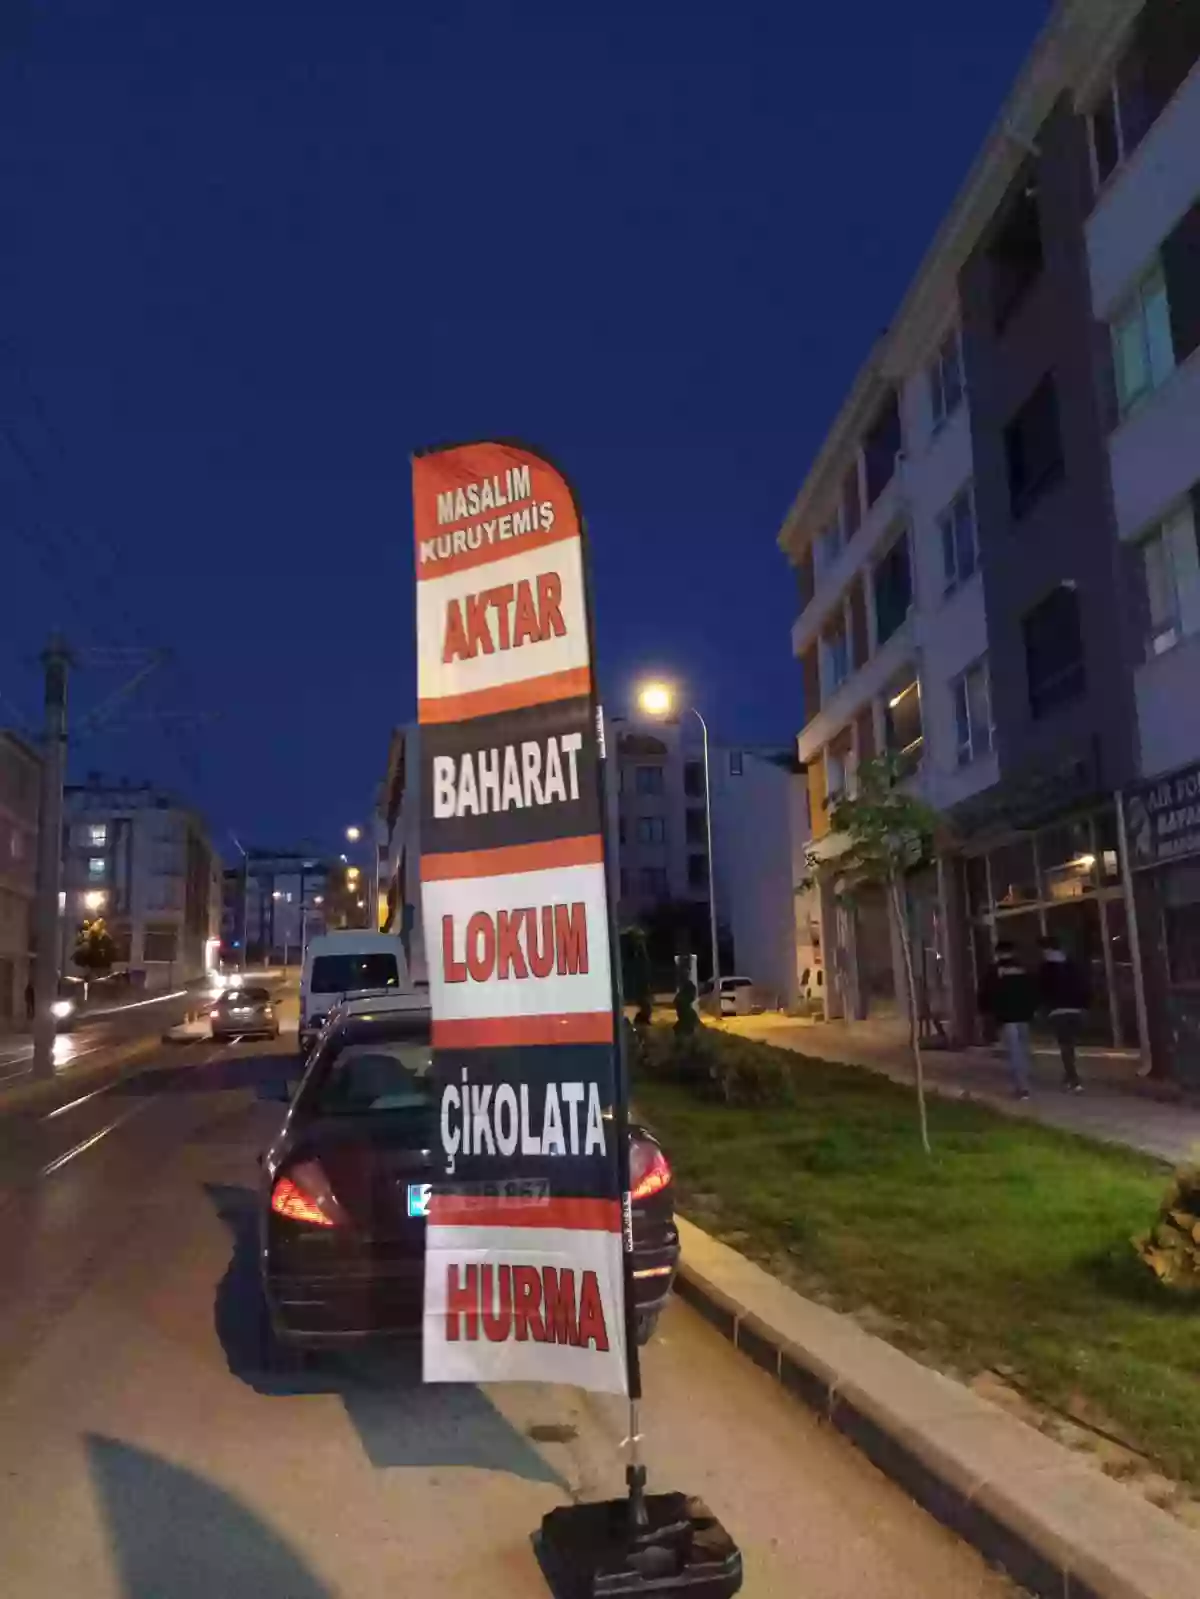 MASALIM
KURUYEMİŞ
AKTAR
BAHARAT
LOKUM
ÇİKOLATA
HURMA